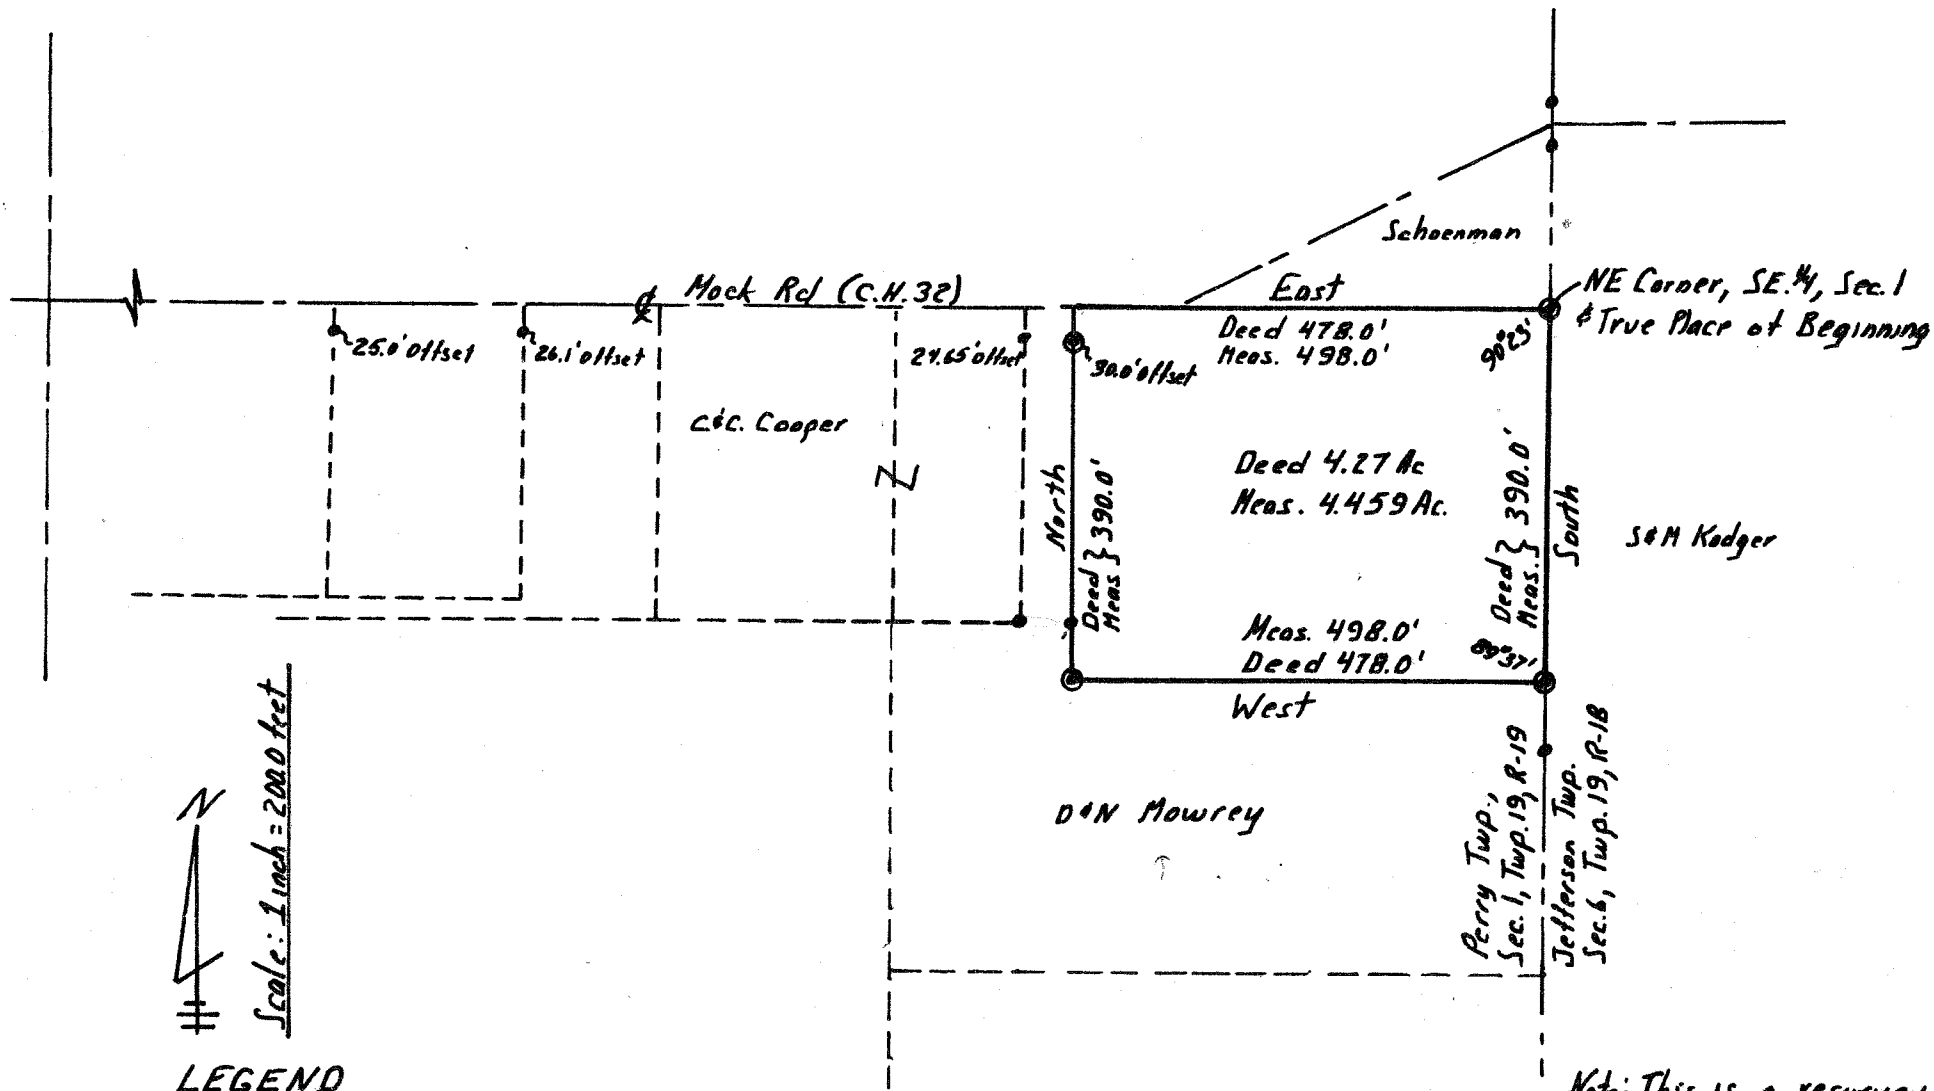 Schoenman
Mock Rd (C.H. 32)
East
NE Corner, SE.1/4, Sec. 1
& True Place of Beginning
Deed 478.0'
Meas. 498.0'
90°23'
25.0' Offset
26.1' Offset
24.65' Offset
30.0' Offset
C&C. Cooper
Deed 4.27 Ac
Meas. 4.459 Ac.
North
Deed } 390.0'
Meas
Deed } 390.0'
Meas.
South
S&M Kadger
Meas. 498.0'
Deed 478.0'
89°37'
West
D&N Mowrey
Perry Twp.,
Sec. 1, Twp. 19, R-19
Jefferson Twp.
Sec. 6, Twp. 19, R-18
N
Scale: 1 inch = 200.0 feet
LEGEND
Note: This is a resurvey